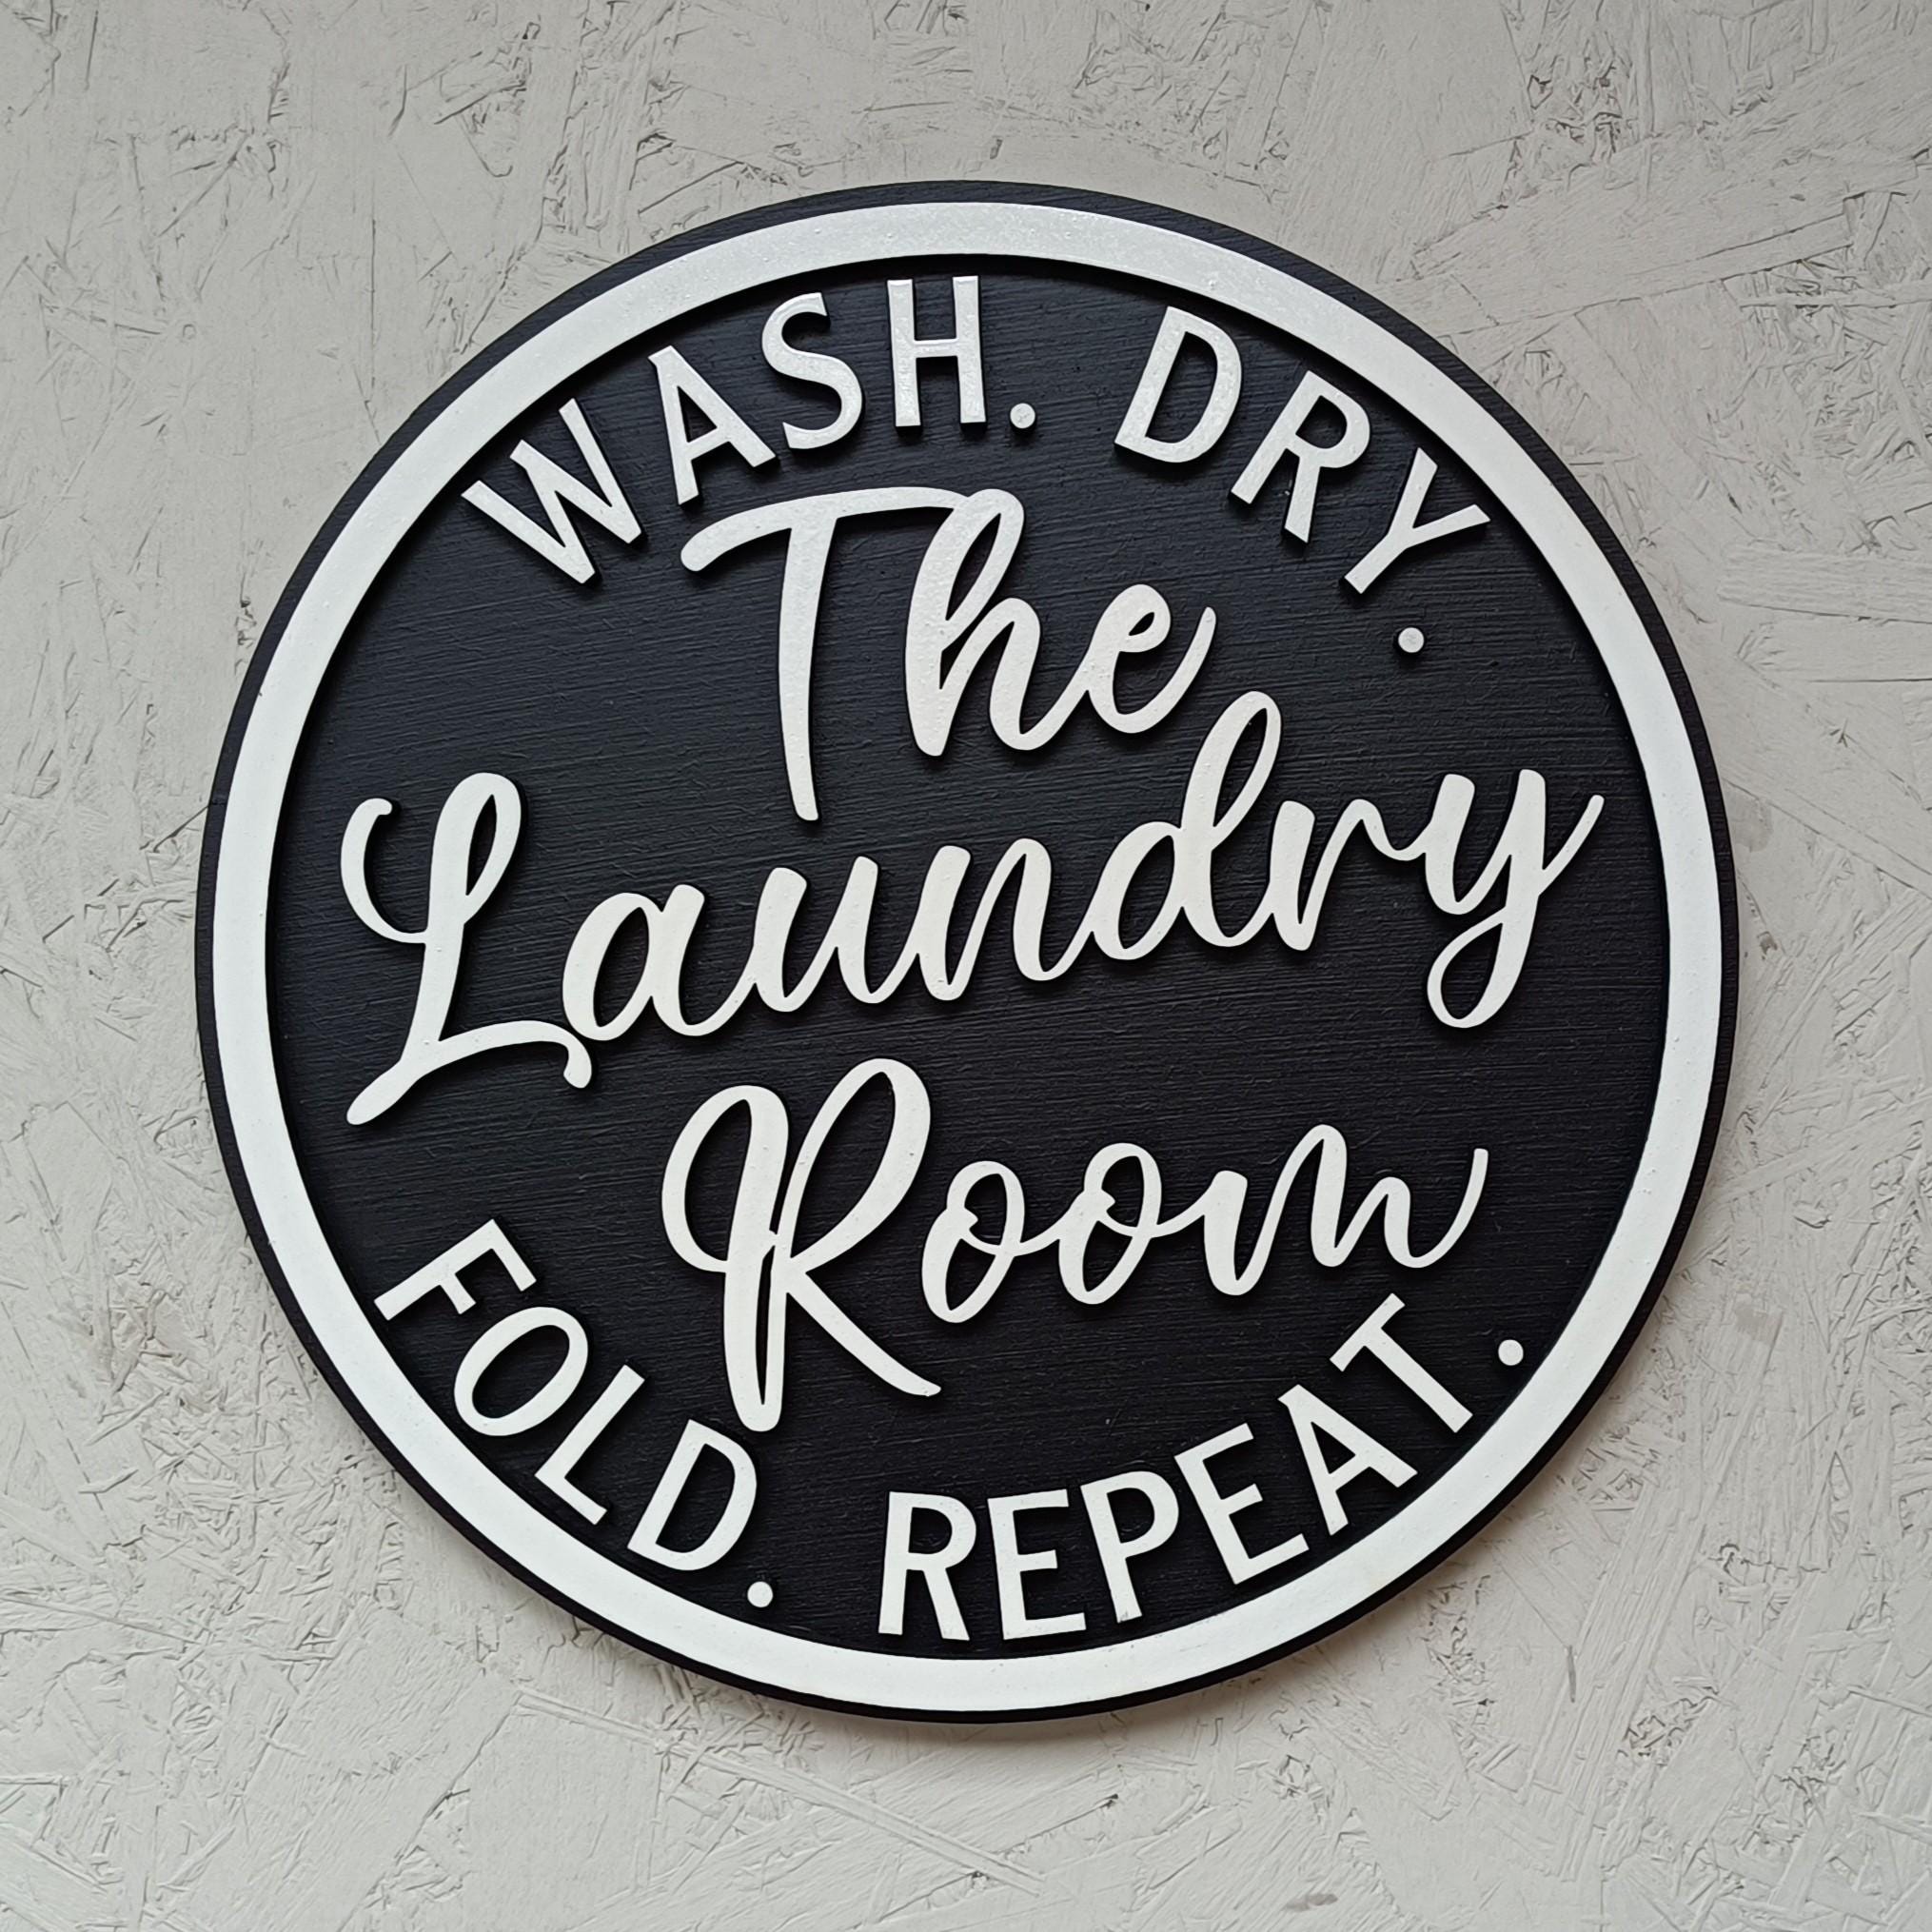 WASH. DRY.
The
Laundry
Room
FOLD. REPEAT.